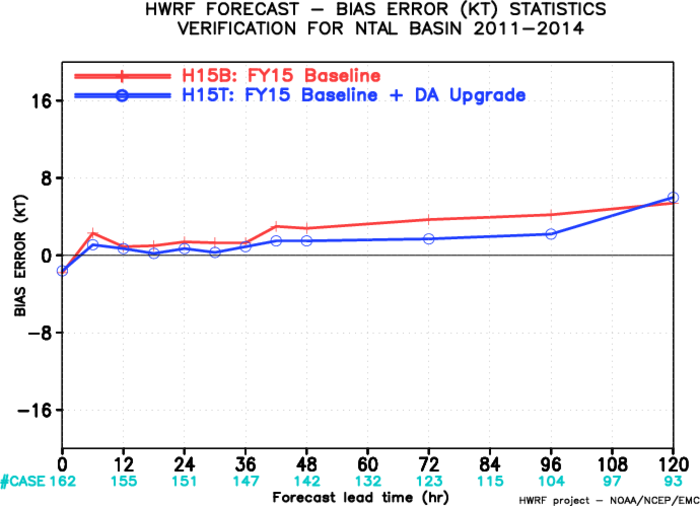 HWRF FORECAST – BIAS ERROR (KT) STATISTICS
VERIFICATION FOR NTAL BASIN 2011–2014
H15B: FY15 Baseline
H15T: FY15 Baseline + DA Upgrade
BIAS ERROR (KT)
16
8
0
−8
−16
0 12 24 36 48 60 72 84 96 108 120
#CASE 162 155 151 147 142 132 123 115 104 97 93
Forecast lead time (hr)
HWRF project – NOAA/NCEP/EMC